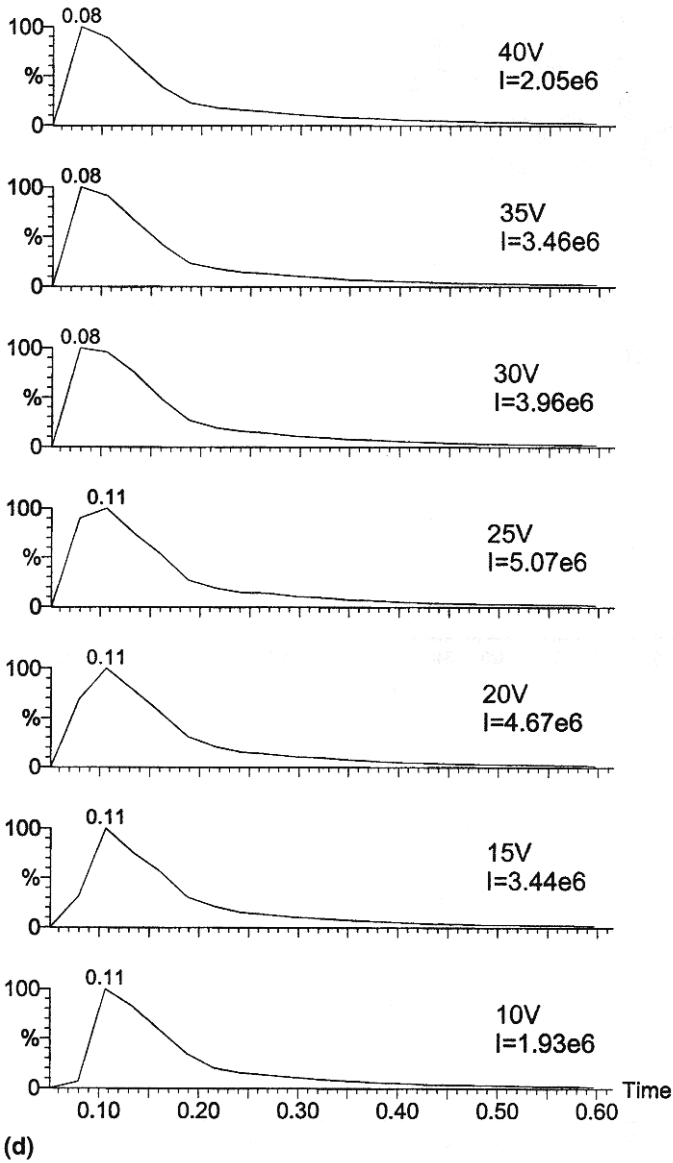 0.08
100
40V
%
I=2.05e6
0
0.08
100
35V
%
I=3.46e6
0
0.08
100
30V
%
I=3.96e6
0
0.11
100
25V
%
I=5.07e6
0
0.11
100
20V
%
I=4.67e6
0
0.11
100
15V
%
I=3.44e6
0
0.11
100
10V
%
I=1.93e6
0
Time
0.10 0.20 0.30 0.40 0.50 0.60
(d)